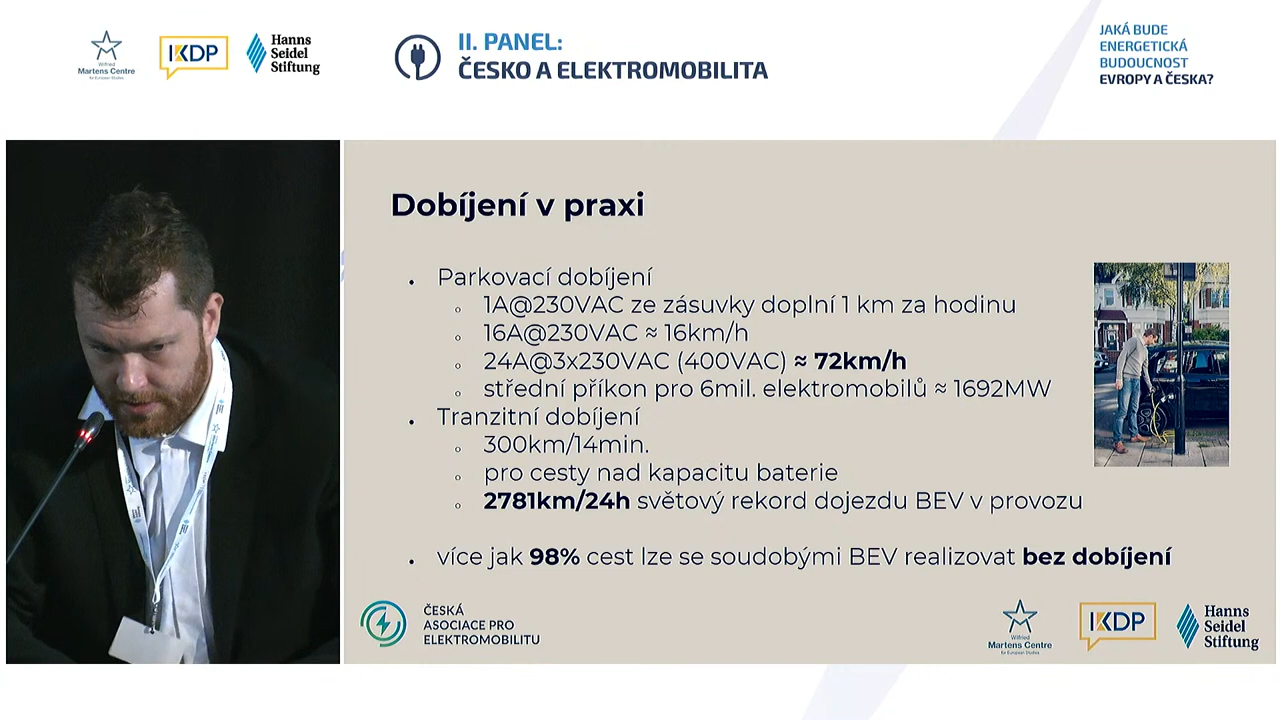 Wilfried
Martens Centre
for European Studies
IKDP
Hanns
Seidel
Stiftung
II. PANEL:
ČESKO A ELEKTROMOBILITA
JAKÁ BUDE
ENERGETICKÁ
BUDOUCNOST
EVROPY A ČESKA?
Dobíjení v praxi
Parkovací dobíjení
1A@230VAC ze zásuvky doplní 1 km za hodinu
16A@230VAC ≈ 16km/h
24A@3x230VAC (400VAC) ≈ 72km/h
střední příkon pro 6mil. elektromobilů ≈ 1692MW
Tranzitní dobíjení
300km/14min.
pro cesty nad kapacitu baterie
2781km/24h světový rekord dojezdu BEV v provozu
více jak 98% cest lze se soudobými BEV realizovat bez dobíjení
ČESKÁ
ASOCIACE PRO
ELEKTROMOBILITU
Wilfried
Martens Centre
for European Studies
IKDP
Hanns
Seidel
Stiftung